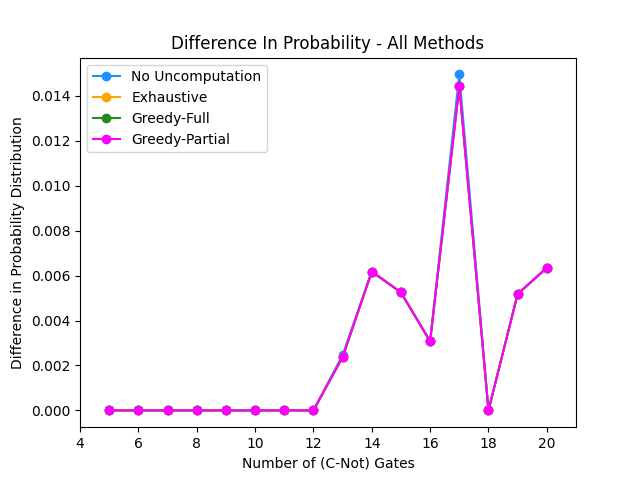 Difference In Probability - All Methods
No Uncomputation
Exhaustive
Greedy-Full
Greedy-Partial
Difference in Probability Distribution
0.014
0.012
0.010
0.008
0.006
0.004
0.002
0.000
4 6 8 10 12 14 16 18 20
Number of (C-Not) Gates